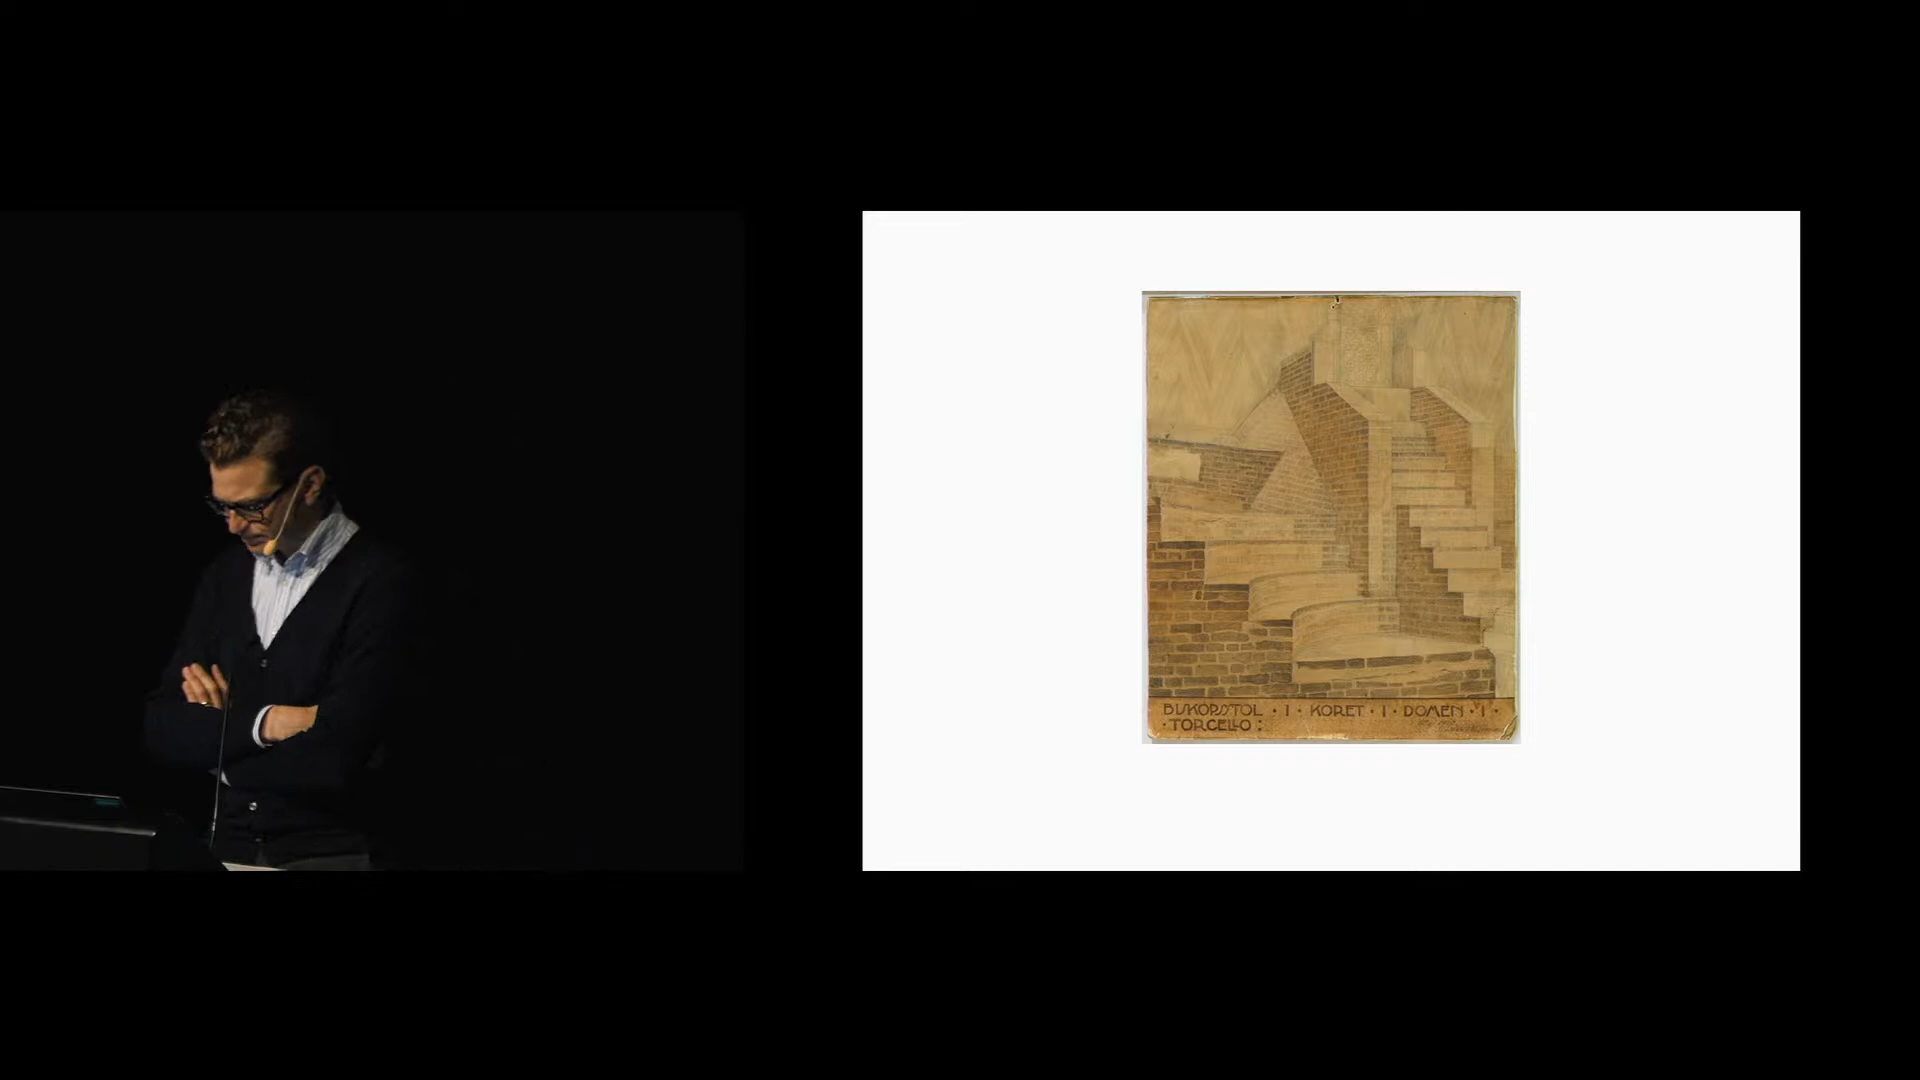 BISKOPSSTOL · I · KORET · I · DOMEN · I ·
· TORCELLO :